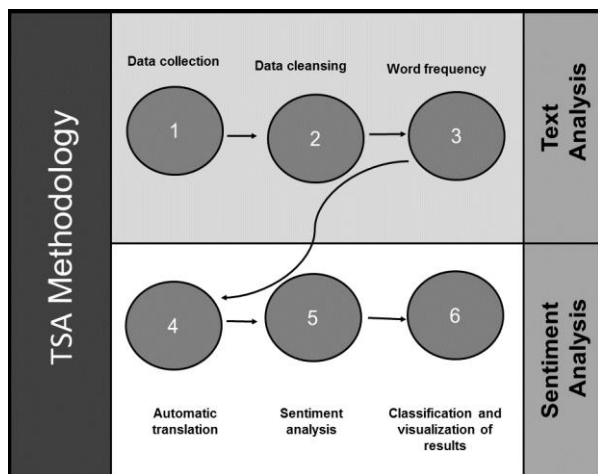 TSA Methodology
Data collection
Data cleansing
Word frequency
1
2
3
Text
Analysis
4
5
6
Automatic
translation
Sentiment
analysis
Classification and
visualization of
results
Sentiment
Analysis